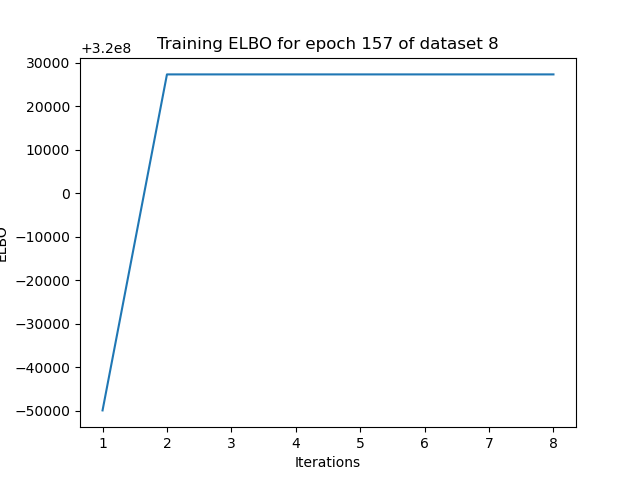 Training ELBO for epoch 157 of dataset 8
+3.2e8
30000
20000
10000
0
−10000
−20000
−30000
−40000
−50000
ELBO
1 2 3 4 5 6 7 8
Iterations